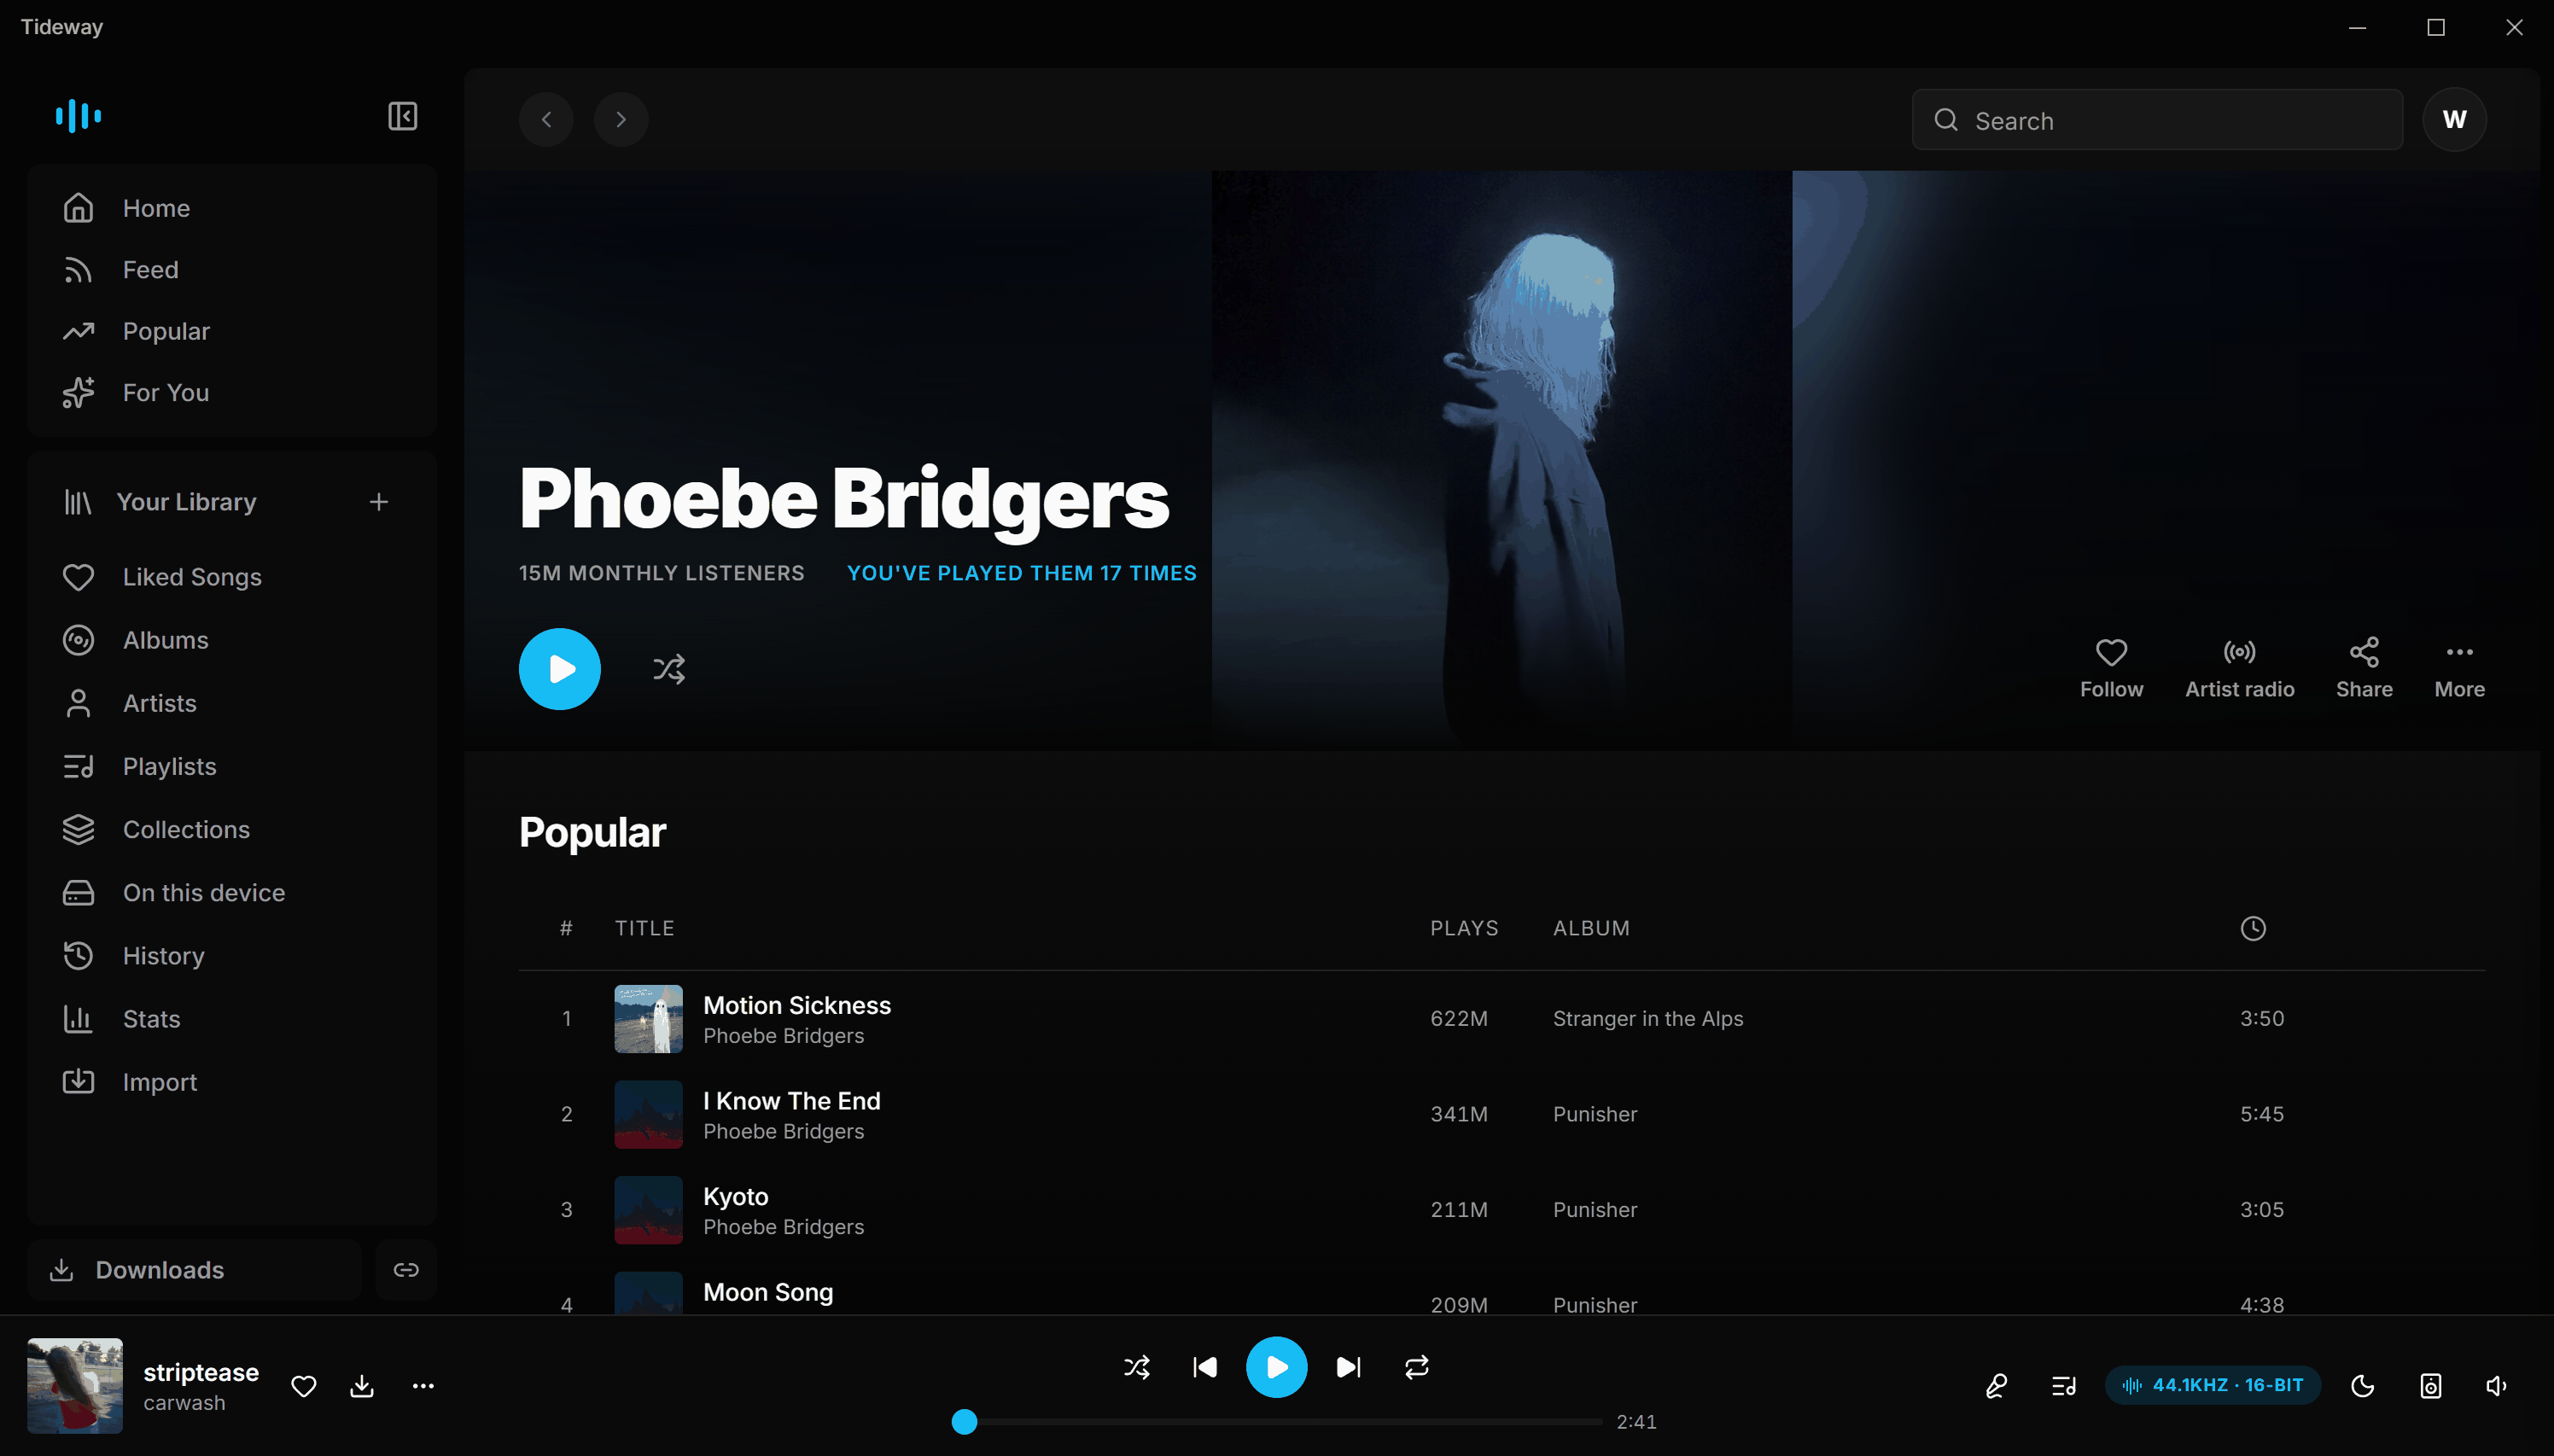 Tideway
Search
W
Home
Feed
Popular
For You
Your Library
Liked Songs
Albums
Artists
Playlists
Collections
On this device
History
Stats
Import
Downloads
Phoebe Bridgers
15M MONTHLY LISTENERS YOU'VE PLAYED THEM 17 TIMES
Follow Artist radio Share More
Popular
# TITLE PLAYS ALBUM
1 Motion Sickness 622M Stranger in the Alps 3:50
Phoebe Bridgers
2 I Know The End 341M Punisher 5:45
Phoebe Bridgers
3 Kyoto 211M Punisher 3:05
Phoebe Bridgers
4 Moon Song 209M Punisher 4:38
striptease
carwash
2:41
44.1KHZ · 16-BIT